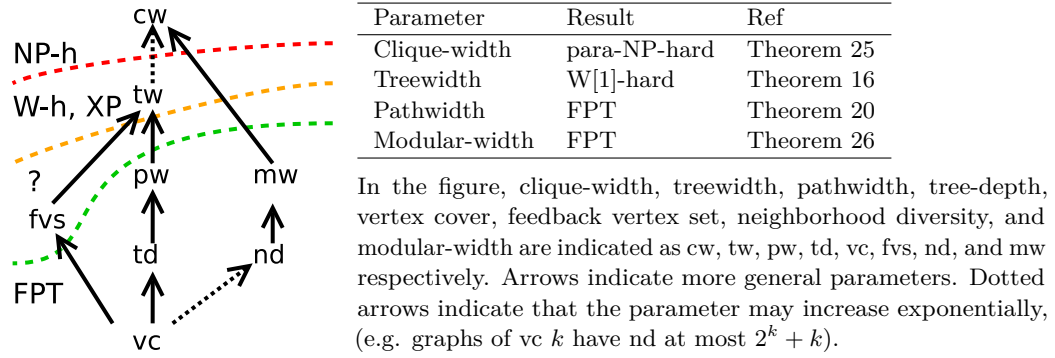 cw
NP-h
W-h, XP
tw
?
pw
mw
fvs
td
nd
FPT
vc
Parameter Result Ref
Clique-width para-NP-hard Theorem 25
Treewidth W[1]-hard Theorem 16
Pathwidth FPT Theorem 20
Modular-width FPT Theorem 26
In the figure, clique-width, treewidth, pathwidth, tree-depth,
vertex cover, feedback vertex set, neighborhood diversity, and
modular-width are indicated as cw, tw, pw, td, vc, fvs, nd, and mw
respectively. Arrows indicate more general parameters. Dotted
arrows indicate that the parameter may increase exponentially,
(e.g. graphs of vc k have nd at most 2^k + k).